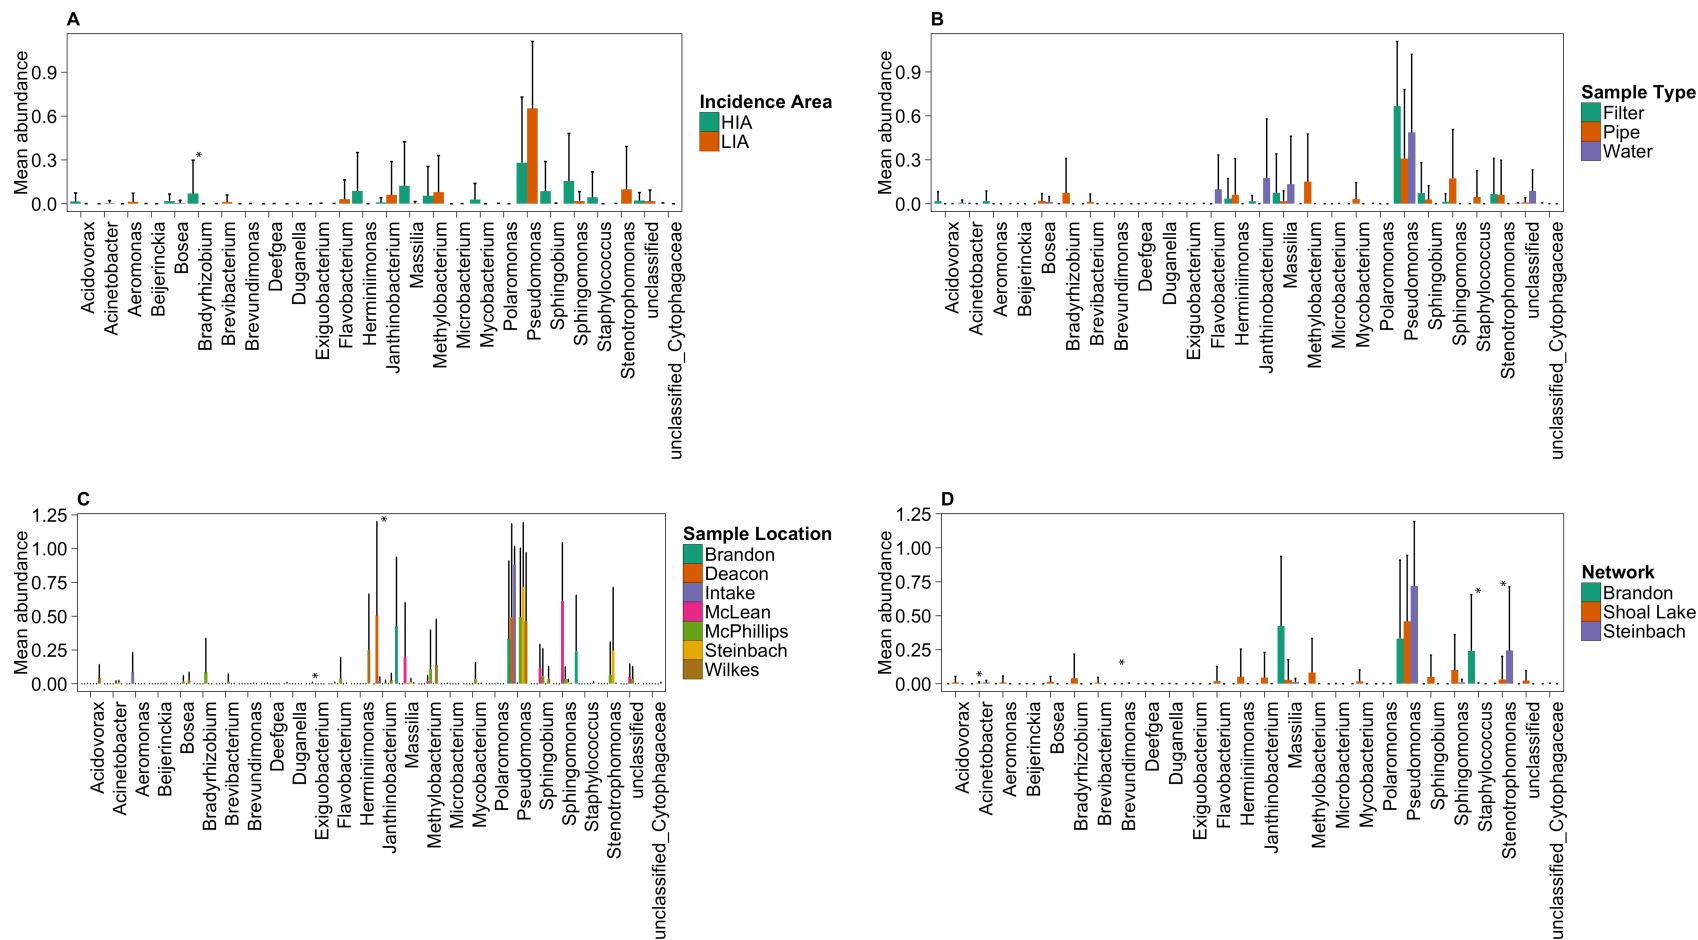 A
Mean abundance
0.9
0.6
0.3
0.0
*
Acidovorax
Acinetobacter
Aeromonas
Beijerinckia
Bosea
Bradyrhizobium
Brevibacterium
Brevundimonas
Deefgea
Duganella
Exiguobacterium
Flavobacterium
Herminiimonas
Janthinobacterium
Massilia
Methylobacterium
Microbacterium
Mycobacterium
Polaromonas
Pseudomonas
Sphingobium
Sphingomonas
Staphylococcus
Stenotrophomonas
unclassified
unclassified_Cytophagaceae
Incidence Area
HIA
LIA
B
Mean abundance
0.9
0.6
0.3
0.0
Acidovorax
Acinetobacter
Aeromonas
Beijerinckia
Bosea
Bradyrhizobium
Brevibacterium
Brevundimonas
Deefgea
Duganella
Exiguobacterium
Flavobacterium
Herminiimonas
Janthinobacterium
Massilia
Methylobacterium
Microbacterium
Mycobacterium
Polaromonas
Pseudomonas
Sphingobium
Sphingomonas
Staphylococcus
Stenotrophomonas
unclassified
unclassified_Cytophagaceae
Sample Type
Filter
Pipe
Water
C
Mean abundance
1.25
1.00
0.75
0.50
0.25
0.00
*
*
Acidovorax
Acinetobacter
Aeromonas
Beijerinckia
Bosea
Bradyrhizobium
Brevibacterium
Brevundimonas
Deefgea
Duganella
Exiguobacterium
Flavobacterium
Herminiimonas
Janthinobacterium
Massilia
Methylobacterium
Microbacterium
Mycobacterium
Polaromonas
Pseudomonas
Sphingobium
Sphingomonas
Staphylococcus
Stenotrophomonas
unclassified
unclassified_Cytophagaceae
Sample Location
Brandon
Deacon
Intake
McLean
McPhillips
Steinbach
Wilkes
D
Mean abundance
1.25
1.00
0.75
0.50
0.25
0.00
*
*
*
*
Acidovorax
Acinetobacter
Aeromonas
Beijerinckia
Bosea
Bradyrhizobium
Brevibacterium
Brevundimonas
Deefgea
Duganella
Exiguobacterium
Flavobacterium
Herminiimonas
Janthinobacterium
Massilia
Methylobacterium
Microbacterium
Mycobacterium
Polaromonas
Pseudomonas
Sphingobium
Sphingomonas
Staphylococcus
Stenotrophomonas
unclassified
unclassified_Cytophagaceae
Network
Brandon
Shoal Lake
Steinbach